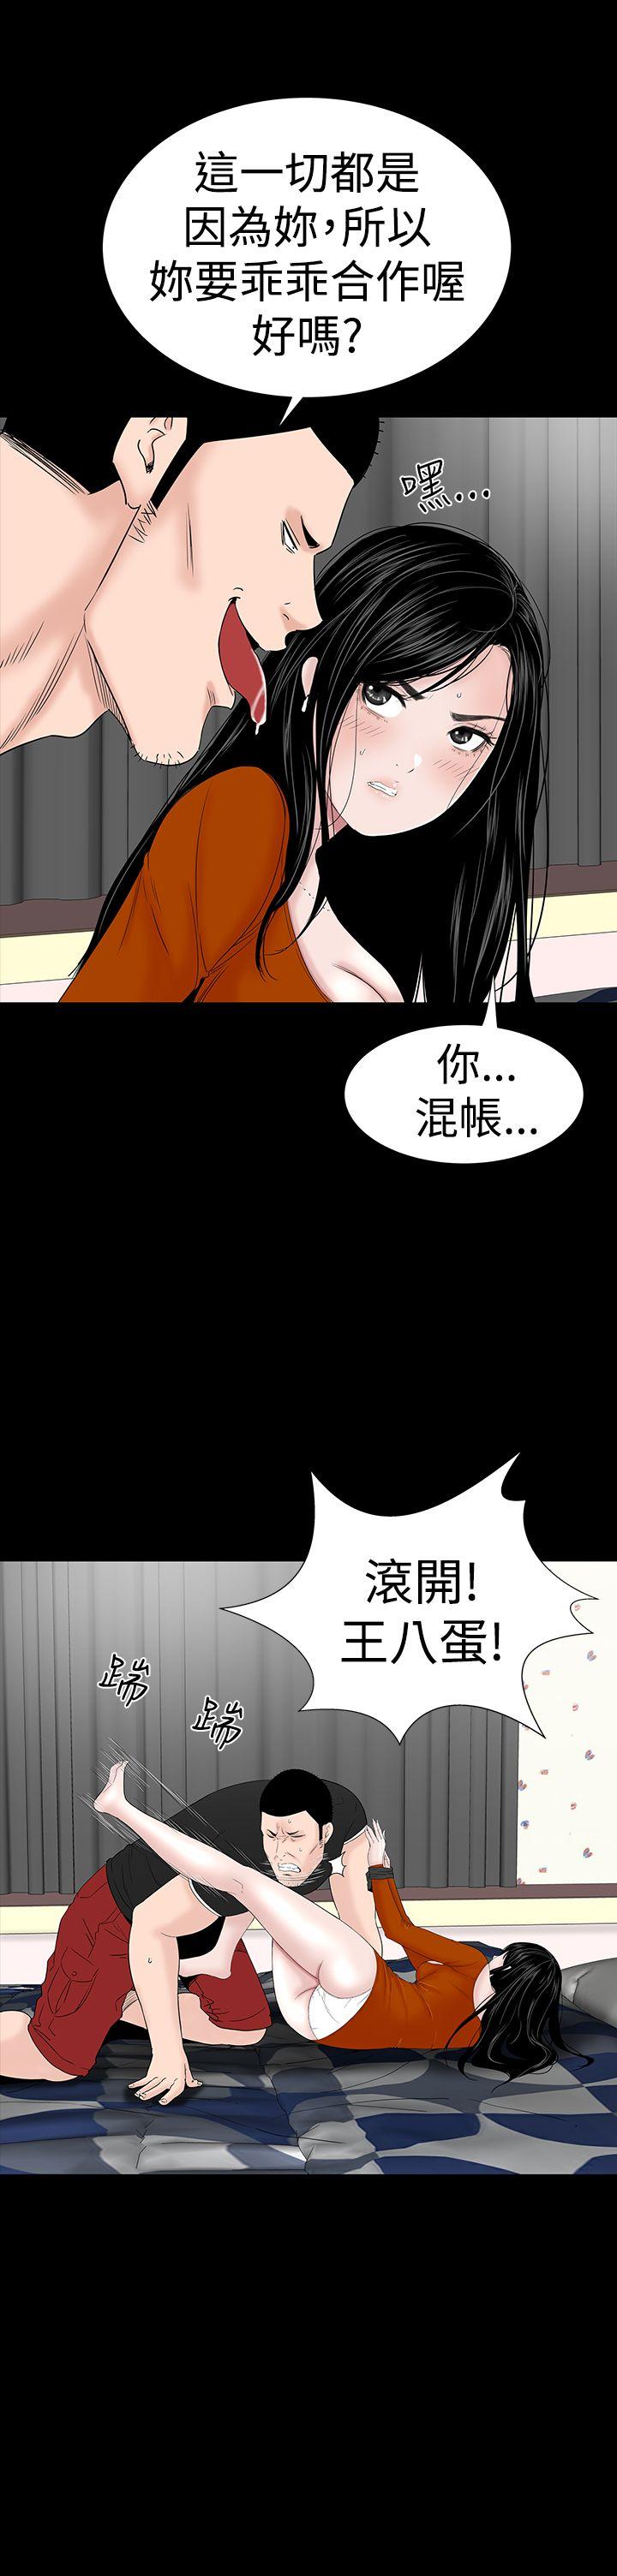 這一切都是
因為妳，所以
妳要乖乖合作喔
好嗎？
嘿…
你…
混帳…
滾開！
王八蛋！
踹
踹